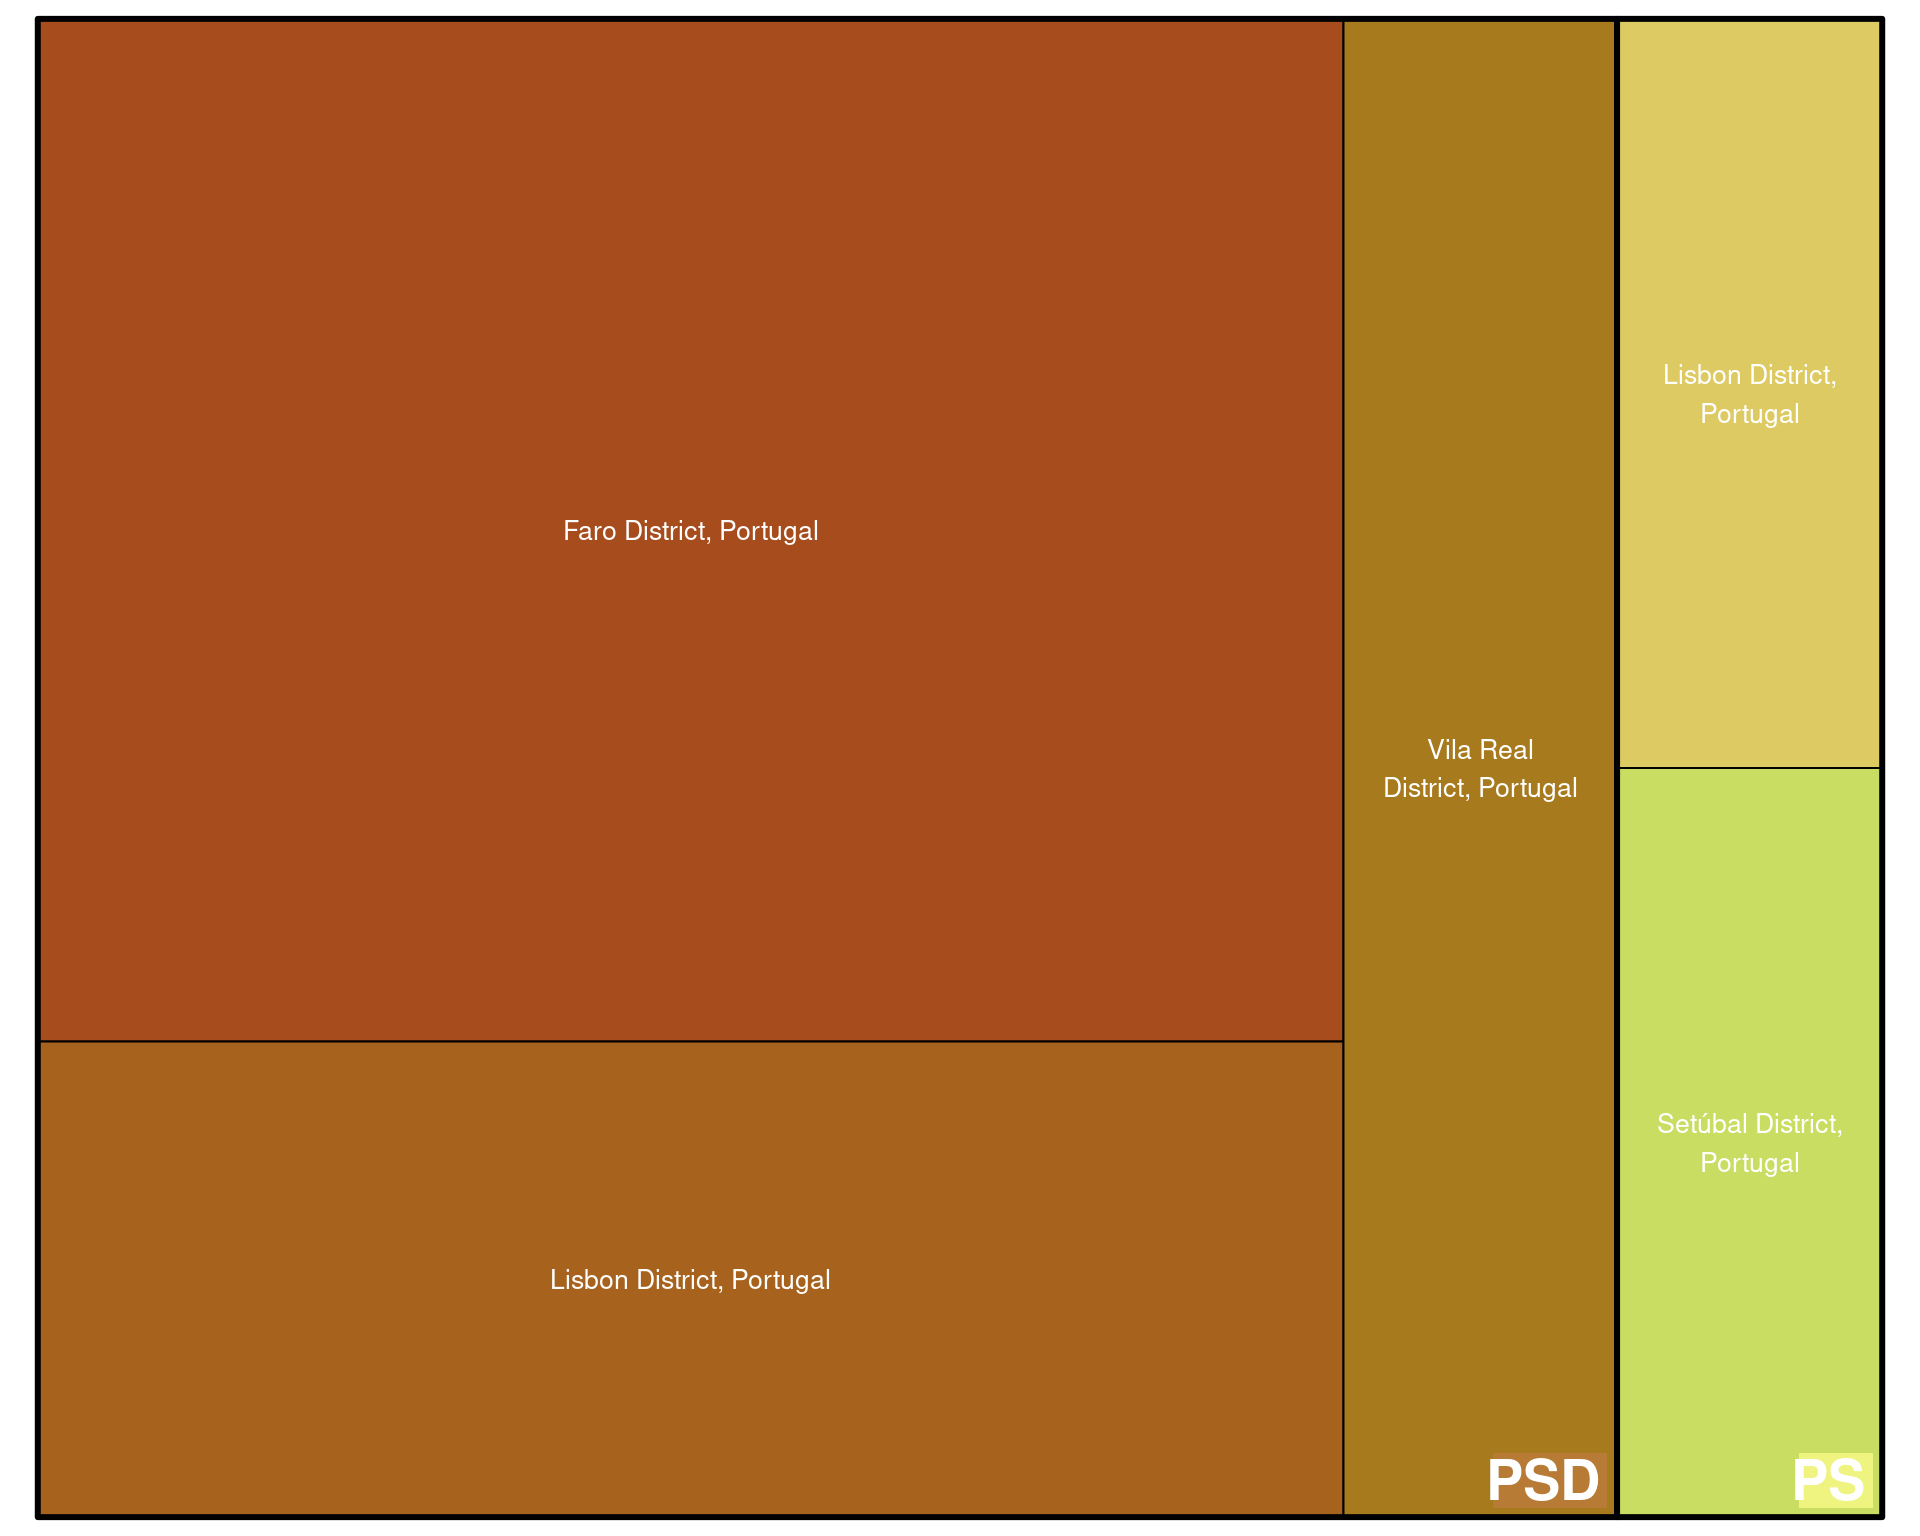 Faro District, Portugal
Lisbon District, Portugal
Vila Real
District, Portugal
PSD
Lisbon District,
Portugal
Setúbal District,
Portugal
PS